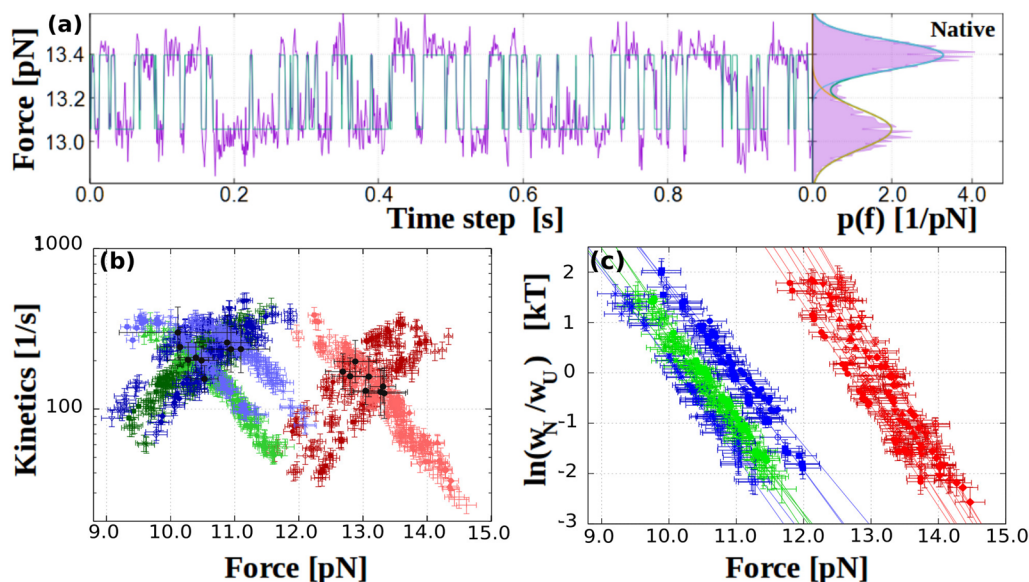 (a)
Native
Force [pN]
13.4
13.2
13.0
0.0 0.2 0.4 0.6 0.8 0.0 2.0 4.0
Time step [s]
p(f) [1/pN]
(b)
Kinetics [1/s]
1000
100
9.0 10.0 11.0 12.0 13.0 14.0 15.0
Force [pN]
(c)
ln(w_N/w_U) [kT]
2
1
0
-1
-2
-3
9.0 10.0 11.0 12.0 13.0 14.0 15.0
Force [pN]